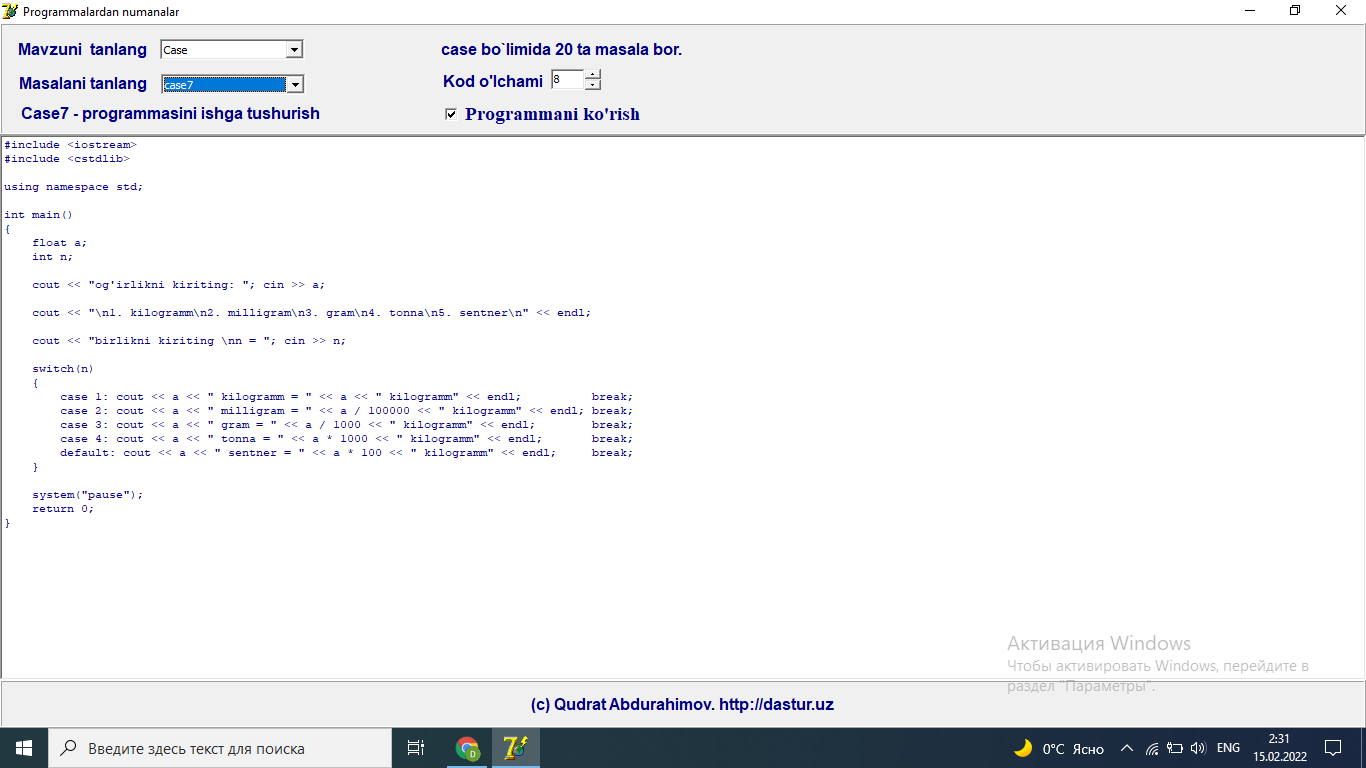 Programmalardan numanalar
Mavzuni  tanlang
Case
case bo`limida 20 ta masala bor.
Masalani tanlang
case7
Kod o'lchami
8
Case7 - programmasini ishga tushurish
Programmani ko'rish
#include <iostream>
#include <cstdlib>
using namespace std;
int main()
{
    float a;
    int n;
    cout << "og'irlikni kiriting: "; cin >> a;
    cout << "\n1. kilogramm\n2. milligram\n3. gram\n4. tonna\n5. sentner\n" << endl;
    cout << "birlikni kiriting \nn = "; cin >> n;
    switch(n)
    {
        case 1: cout << a << " kilogramm = " << a << " kilogramm" << endl;          break;
        case 2: cout << a << " milligram = " << a / 100000 << " kilogramm" << endl; break;
        case 3: cout << a << " gram = " << a / 1000 << " kilogramm" << endl;        break;
        case 4: cout << a << " tonna = " << a * 1000 << " kilogramm" << endl;       break;
        default: cout << a << " sentner = " << a * 100 << " kilogramm" << endl;     break;
    }
    system("pause");
    return 0;
}
Активация Windows
Чтобы активировать Windows, перейдите в
раздел "Параметры".
(c) Qudrat Abdurahimov. http://dastur.uz
Введите здесь текст для поиска
D
7
0°C  Ясно
ENG
2:31
15.02.2022